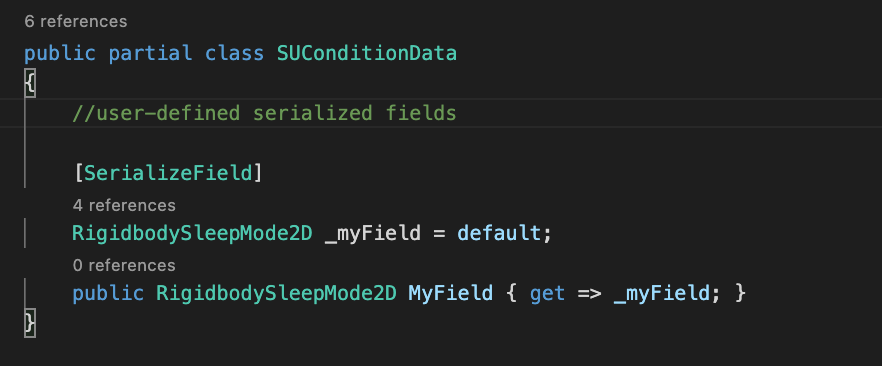 6 references
public partial class SUConditionData
{
//user-defined serialized fields
[SerializeField]
4 references
RigidbodySleepMode2D _myField = default;
0 references
public RigidbodySleepMode2D MyField { get => _myField; }
}